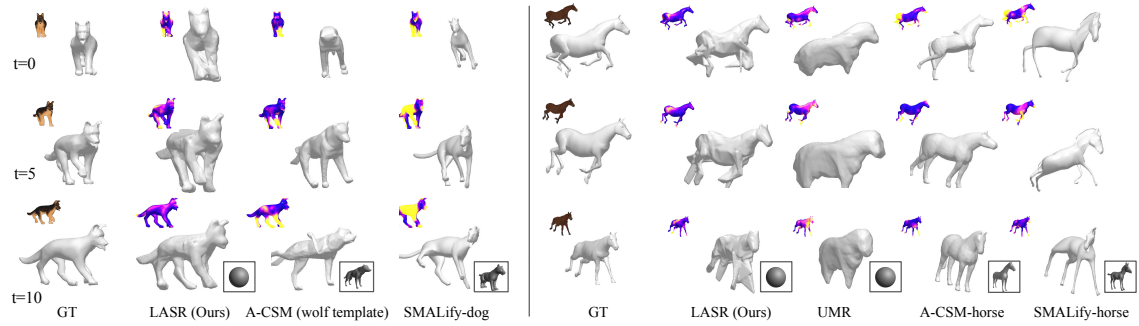 t=0
t=5
t=10
GT LASR (Ours) A-CSM (wolf template) SMALify-dog GT LASR (Ours) UMR A-CSM-horse SMALify-horse